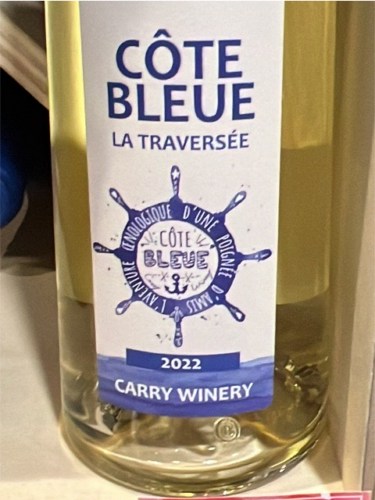 CÔTE
BLEUE
LA TRAVERSÉE
L'AVENTURE ŒNOLOGIQUE D'UNE POIGNÉE D'AMIS
CÔTE
BLEUE
2022
CARRY WINERY